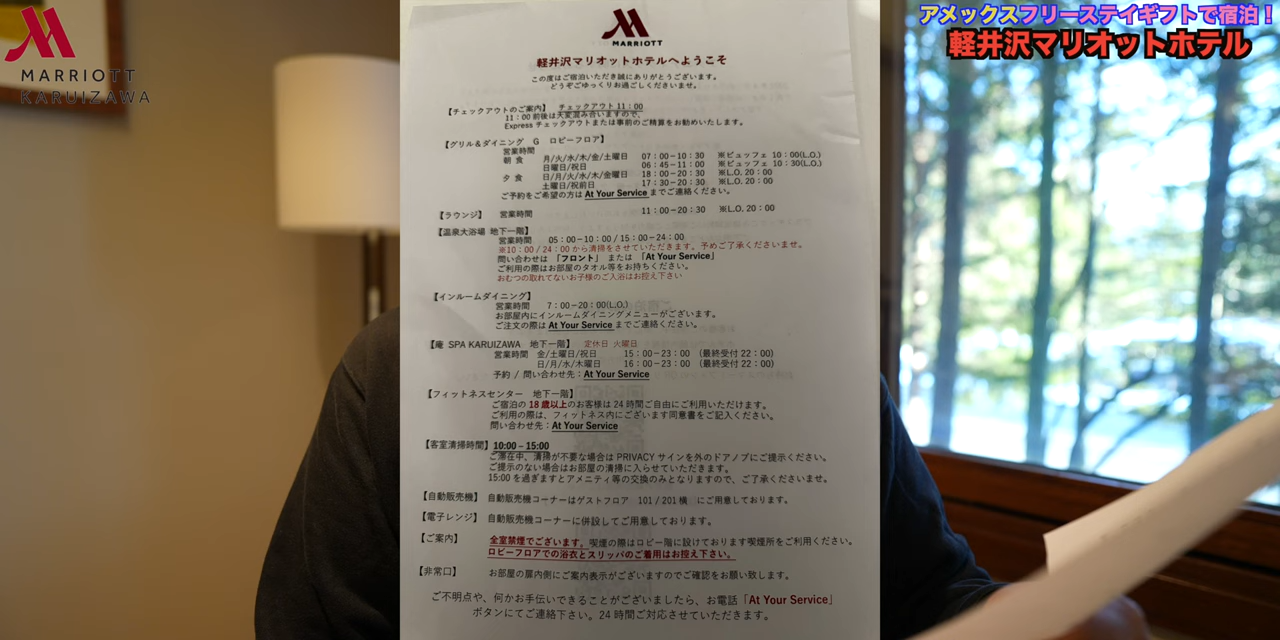 MARRIOTT
KARUIZAWA
アメックスフリーステイギフトで宿泊！
軽井沢マリオットホテル
MARRIOTT
軽井沢マリオットホテルへようこそ
この度はご宿泊いただき誠にありがとうございます。
どうぞごゆっくりお過ごしくださいませ。
【チェックアウトのご案内】 チェックアウト 11：00
11：00 前後は大変混み合いますので、
Express チェックアウトまたは事前のご精算をお勧めいたします。
【グリル＆ダイニング G ロビーフロア】
営業時間
朝 食 月/火/水/木/金/土曜日 07：00－10：30 ※ビュッフェ 10：00(L.O.)
日曜日/祝日 06：45－11：00 ※ビュッフェ 10：30(L.O.)
夕 食 日/月/火/水/木/金曜日 18：00－20：30 ※L.O. 20：00
土曜日/祝前日 17：30－20：30 ※L.O. 20：00
ご予約をご希望の方は At Your Service までご連絡ください。
【ラウンジ】 営業時間 11：00－20：30 ※L.O. 20：00
【温泉大浴場 地下一階】
営業時間 05：00－10：00 / 15：00－24：00
※10：00 / 24：00 から清掃をさせていただきます。予めご了承くださいませ。
問い合わせは 「フロント」 または 「At Your Service」
ご利用の際はお部屋のタオル等をお持ちください。
おむつの取れてないお子様のご入浴はお控え下さい
【インルームダイニング】
営業時間 7：00－20：00(L.O.)
お部屋内にインルームダイニングメニューがございます。
ご注文の際は At Your Service までご連絡ください。
【庵 SPA KARUIZAWA 地下一階】 定休日 火曜日
営業時間 金/土曜日/祝日 15：00－23：00 （最終受付 22：00）
日/月/水/木曜日 16：00－23：00 （最終受付 22：00）
予約 / 問い合わせ先：At Your Service
【フィットネスセンター 地下一階】
ご宿泊の 18 歳以上のお客様は 24 時間ご自由にご利用いただけます。
ご利用の際は、フィットネス内にございます同意書をご記入ください。
問い合わせ先：At Your Service
【客室清掃時間】 10:00 – 15:00
ご滞在中、清掃が不要な場合は PRIVACY サインを外のドアノブにご提示ください。
ご提示のない場合はお部屋の清掃に入らせていただきます。
15:00 を過ぎますとアメニティ等の交換のみとなりますので、ご了承くださいませ。
【自動販売機】 自動販売機コーナーはゲストフロア 101 / 201 横 にご用意しております。
【電子レンジ】 自動販売機コーナーに併設してご用意しております。
【ご案内】 全室禁煙でございます。喫煙の際はロビー階に設けております喫煙所をご利用ください。
ロビーフロアでの浴衣とスリッパのご着用はお控え下さい。
【非常口】 お部屋の扉内側にご案内表示がございますのでご確認をお願い致します。
ご不明点や、何かお手伝いできることがございましたら、お電話「At Your Service」
ボタンにてご連絡下さい。24 時間ご対応させていただきます。